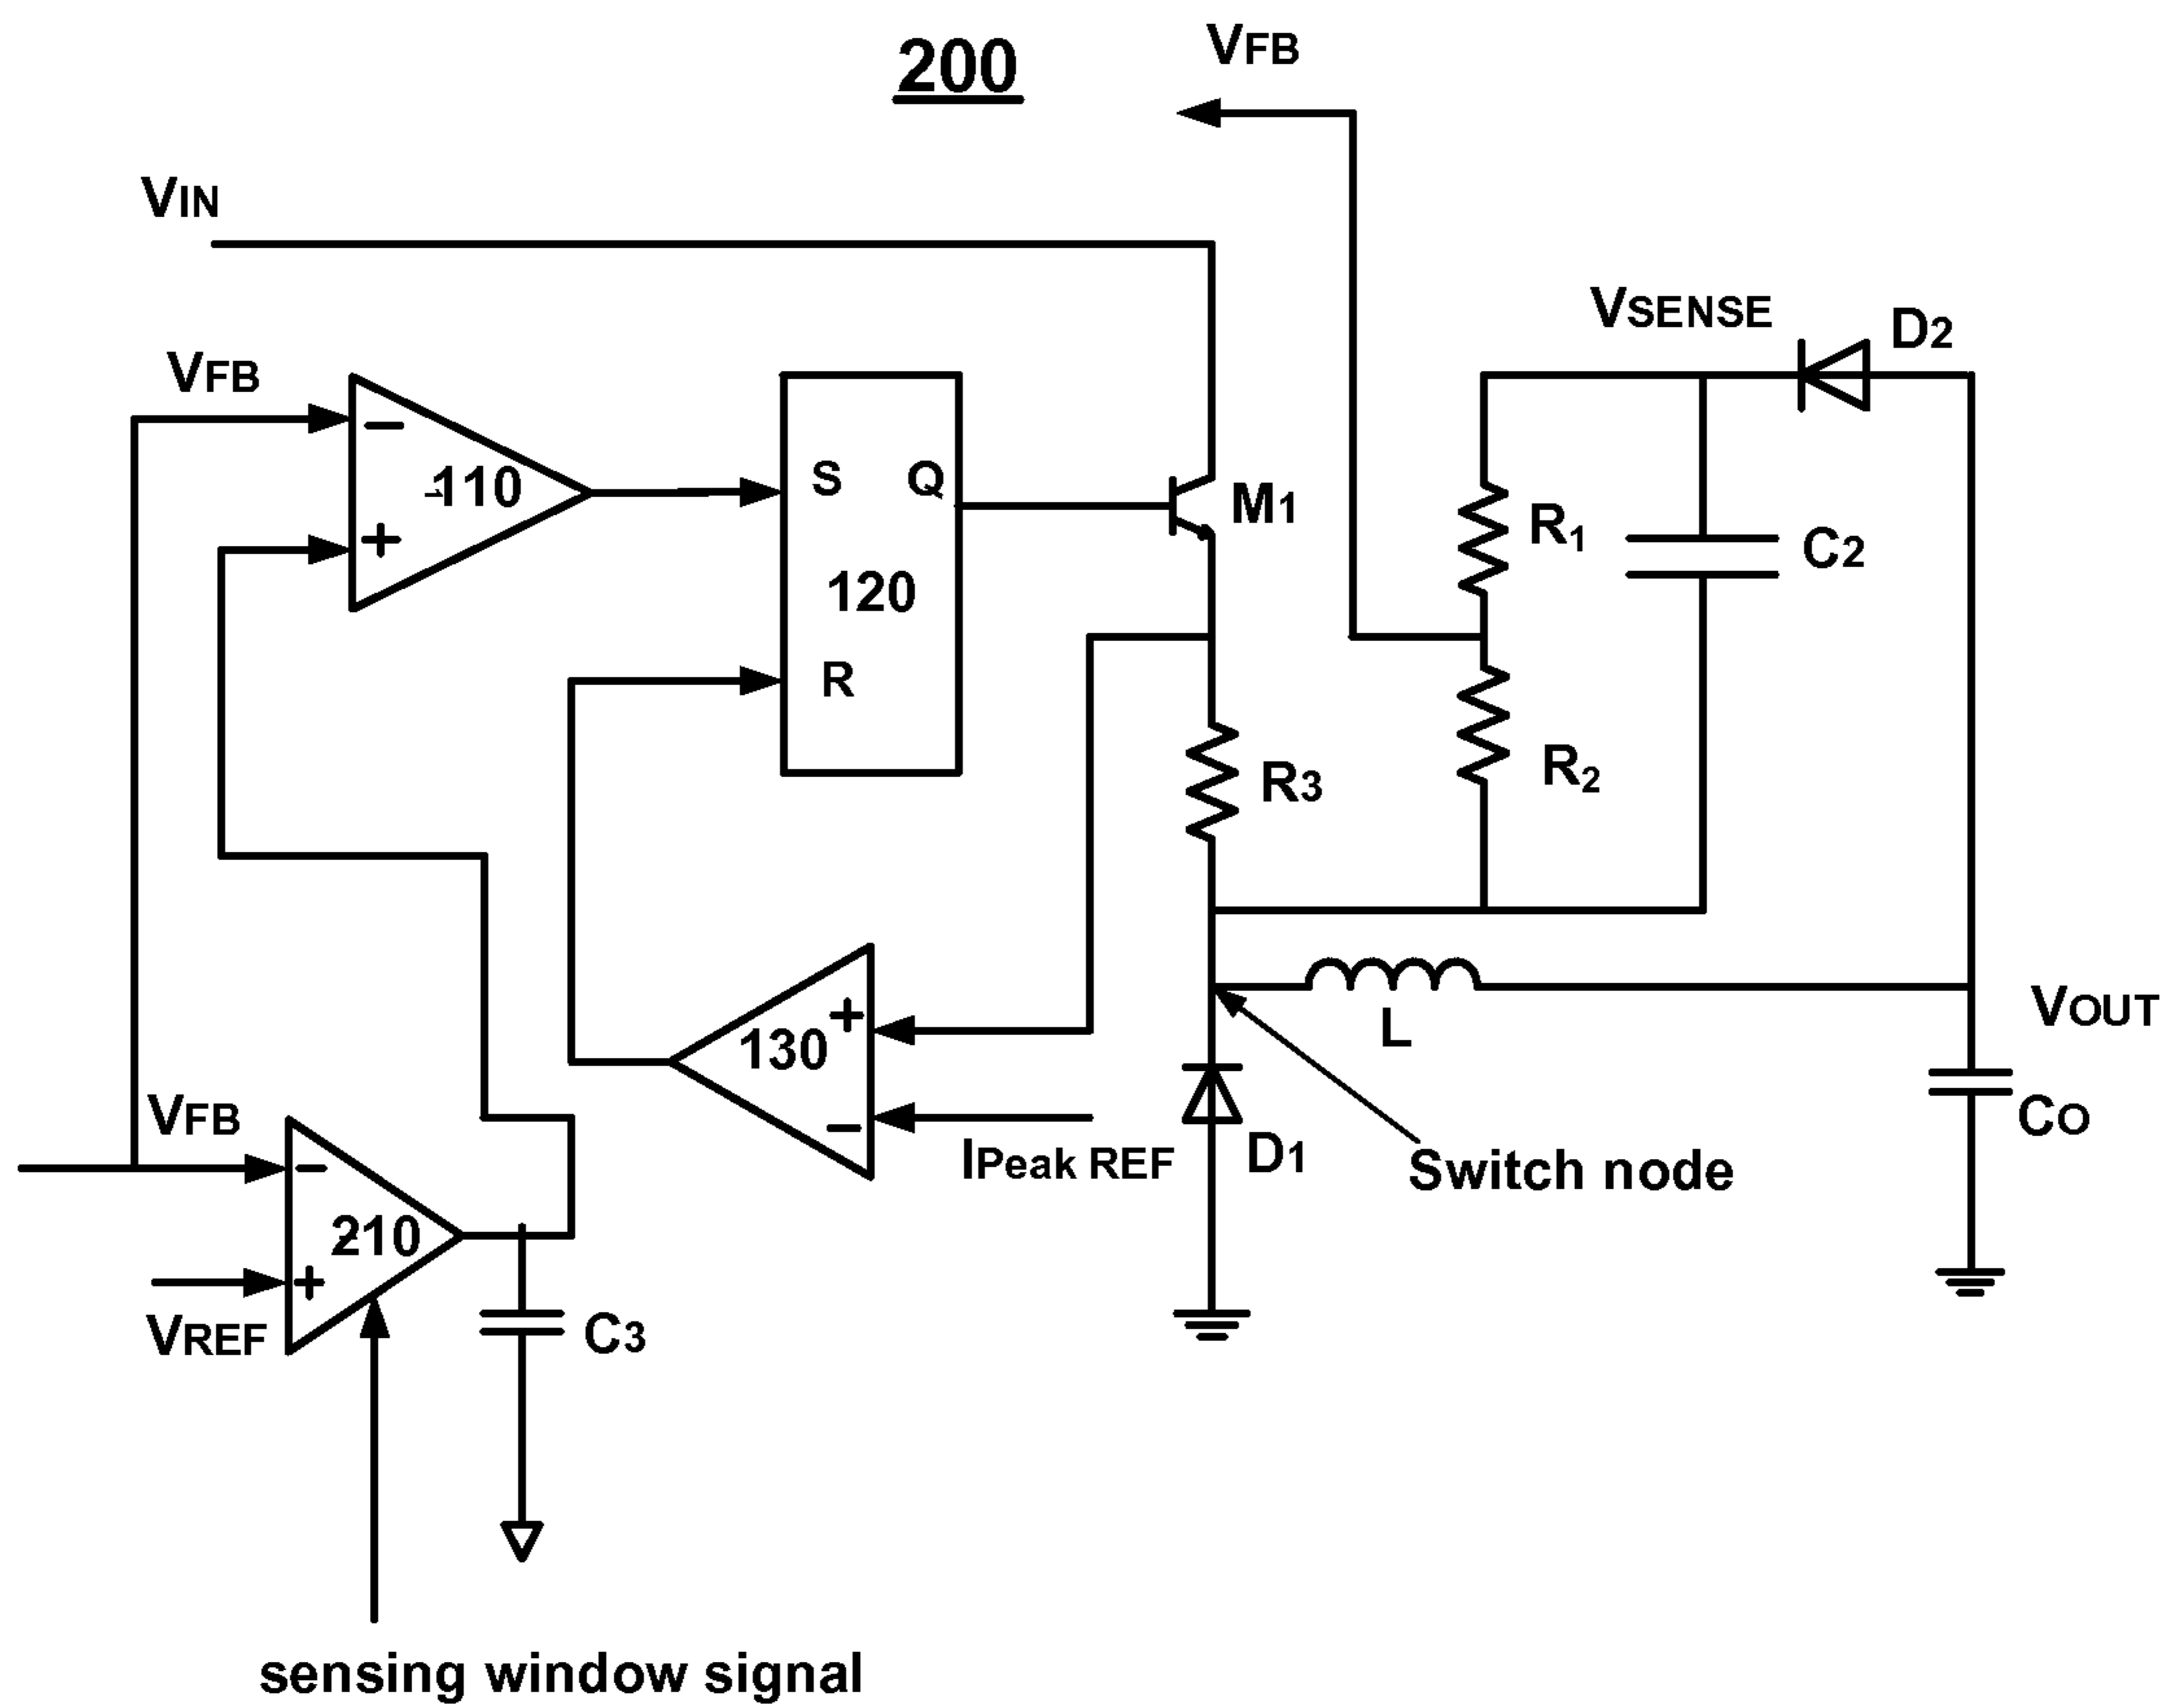 200
VFB
VIN
VSENSE
D2
VFB
-
110
+
S
Q
M1
R1
C2
120
R
R3
R2
130
+
-
L
VOUT
VFB
-
IPeak REF
D1
Switch node
CO
210
+
VREF
C3
sensing window signal